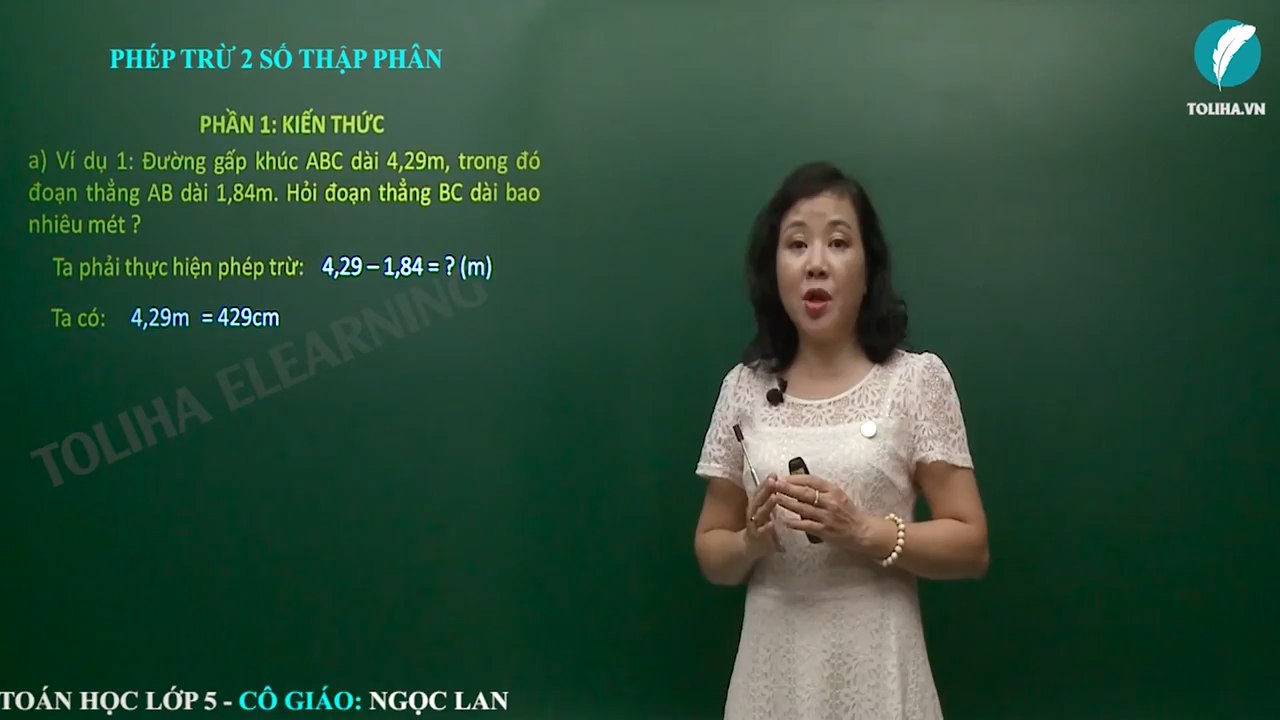 PHÉP TRỪ 2 SỐ THẬP PHÂN
TOLIHA.VN
PHẦN 1: KIẾN THỨC
a) Ví dụ 1: Đường gấp khúc ABC dài 4,29m, trong đó
đoạn thẳng AB dài 1,84m. Hỏi đoạn thẳng BC dài bao
nhiêu mét ?
Ta phải thực hiện phép trừ: 4,29 – 1,84 = ? (m)
Ta có: 4,29m = 429cm
TOLIHA ELEARNING
TOÁN HỌC LỚP 5 - CÔ GIÁO: NGỌC LAN